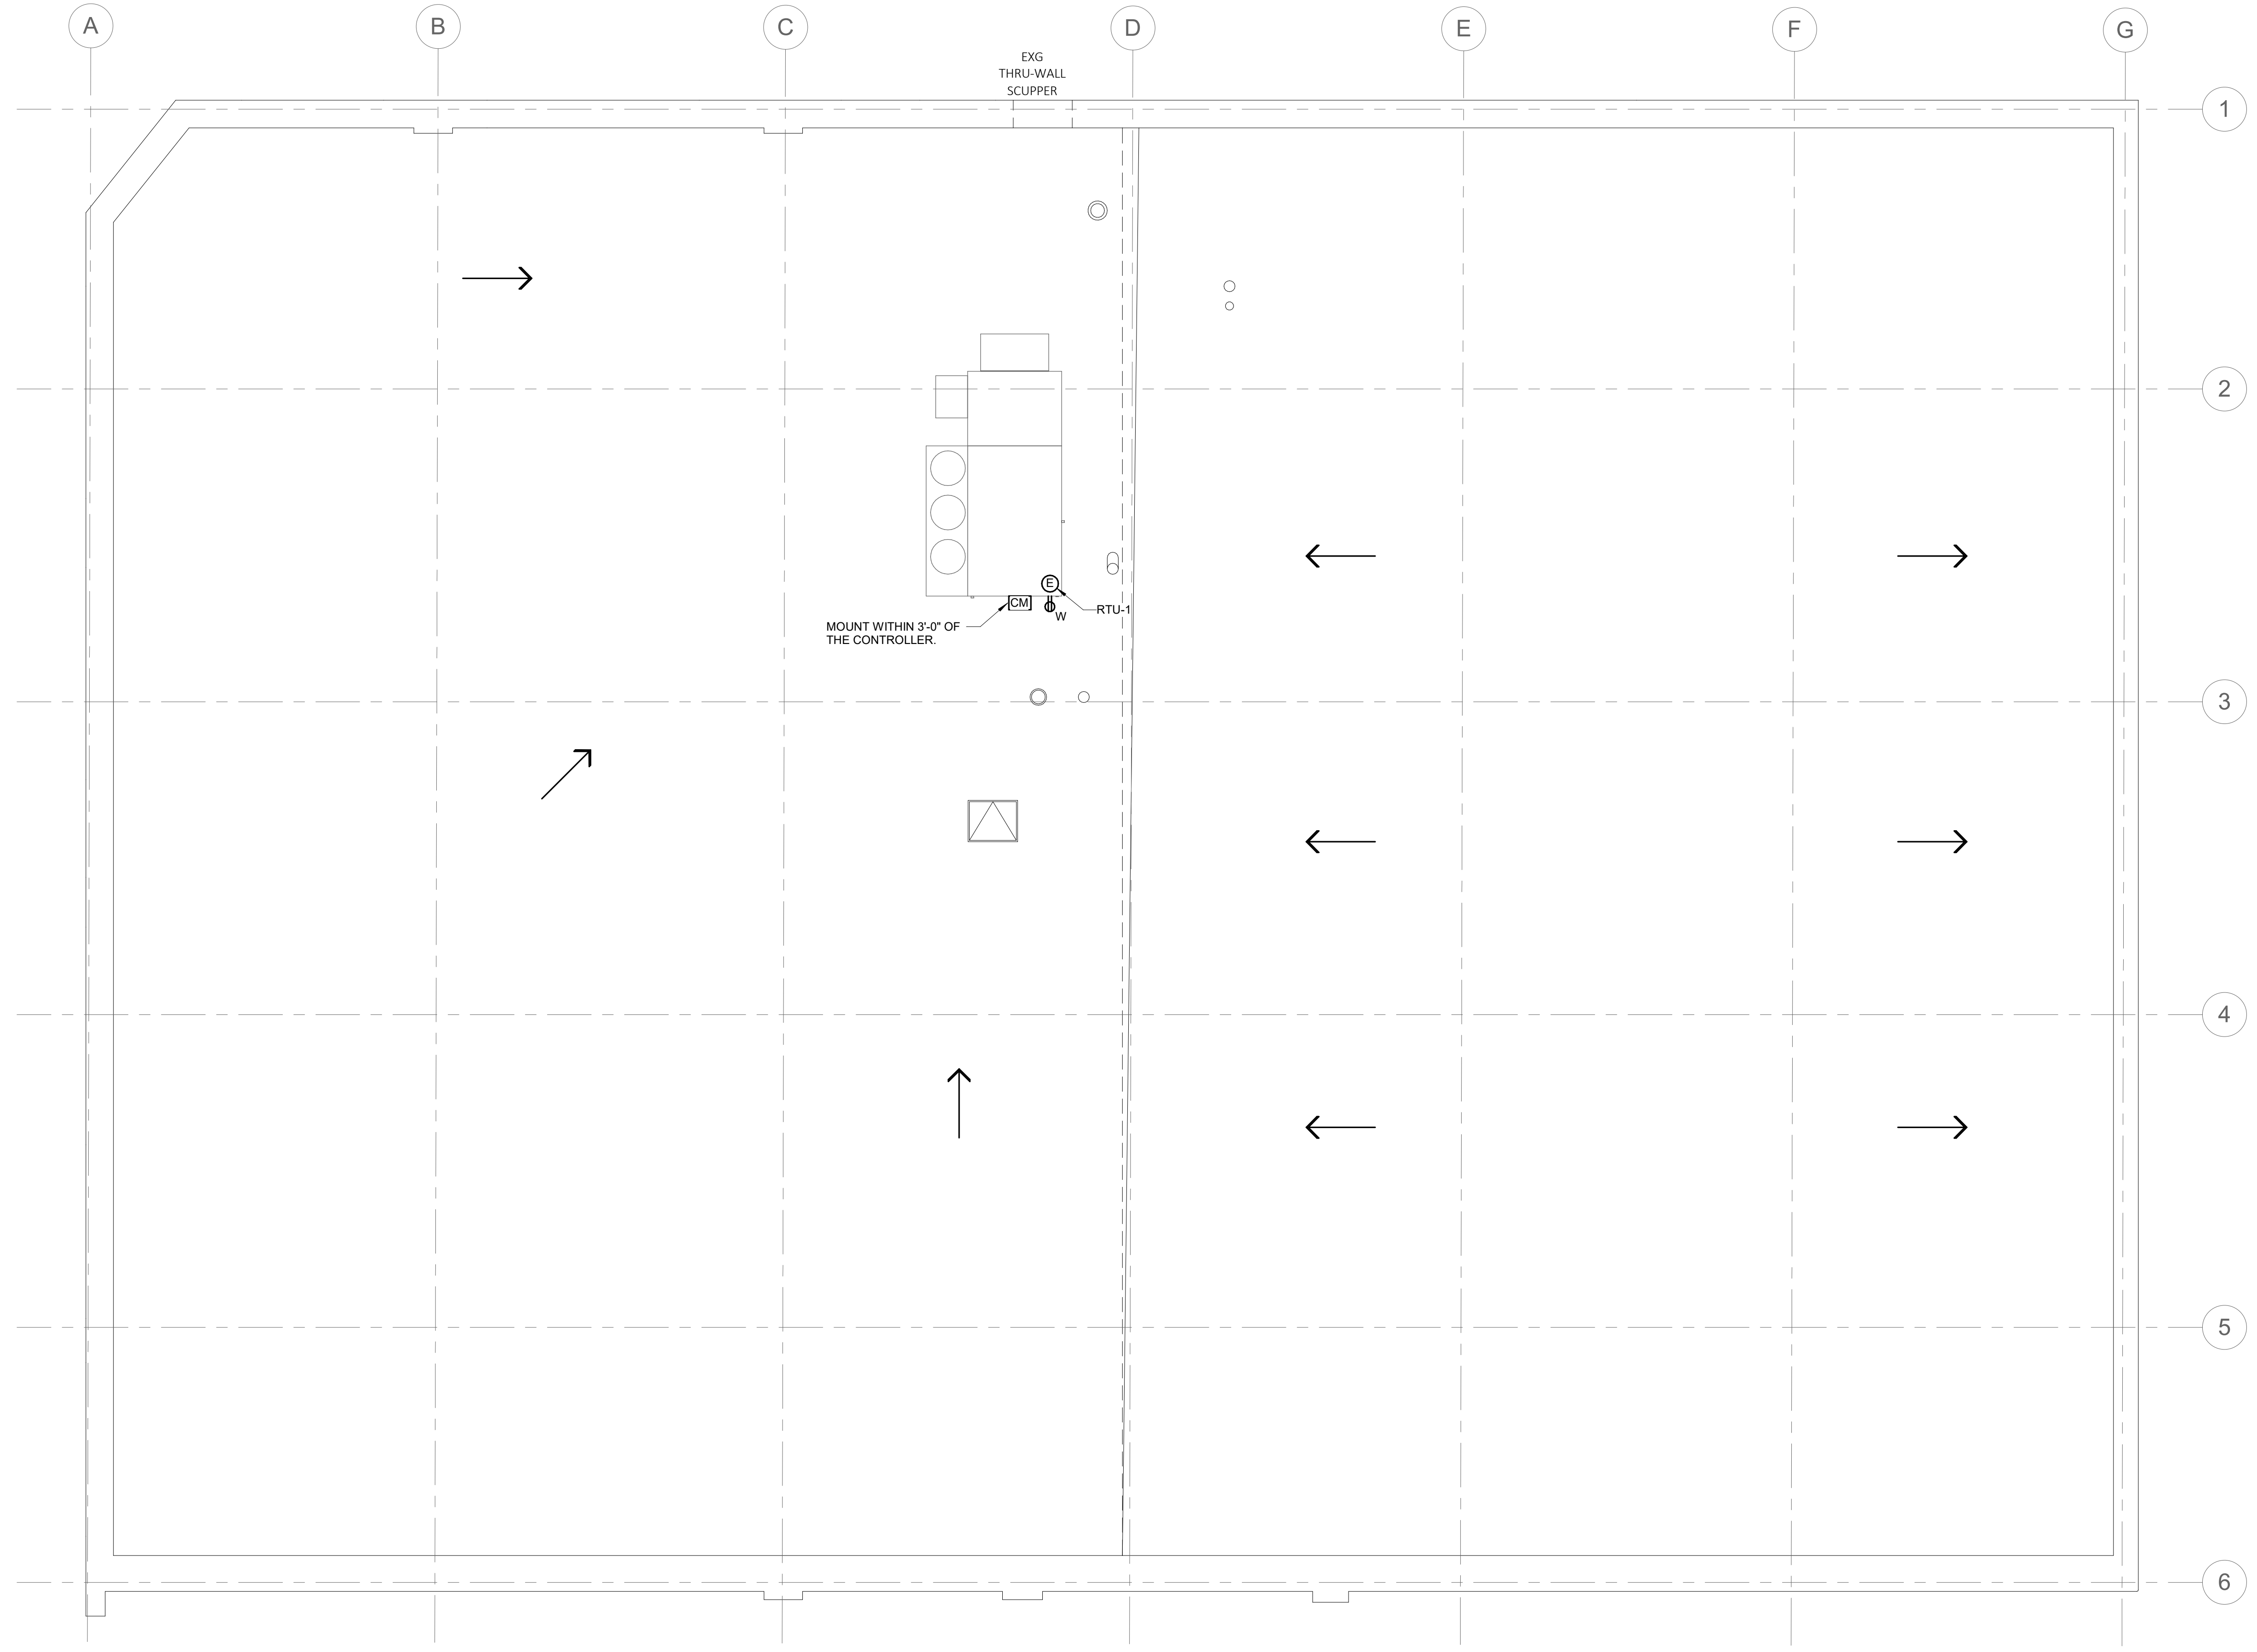 A
B
C
D
E
F
G
EXG
THRU-WALL
SCUPPER
1
2
E
CM
RTU-1
W
MOUNT WITHIN 3'-0" OF
THE CONTROLLER.
3
4
5
6